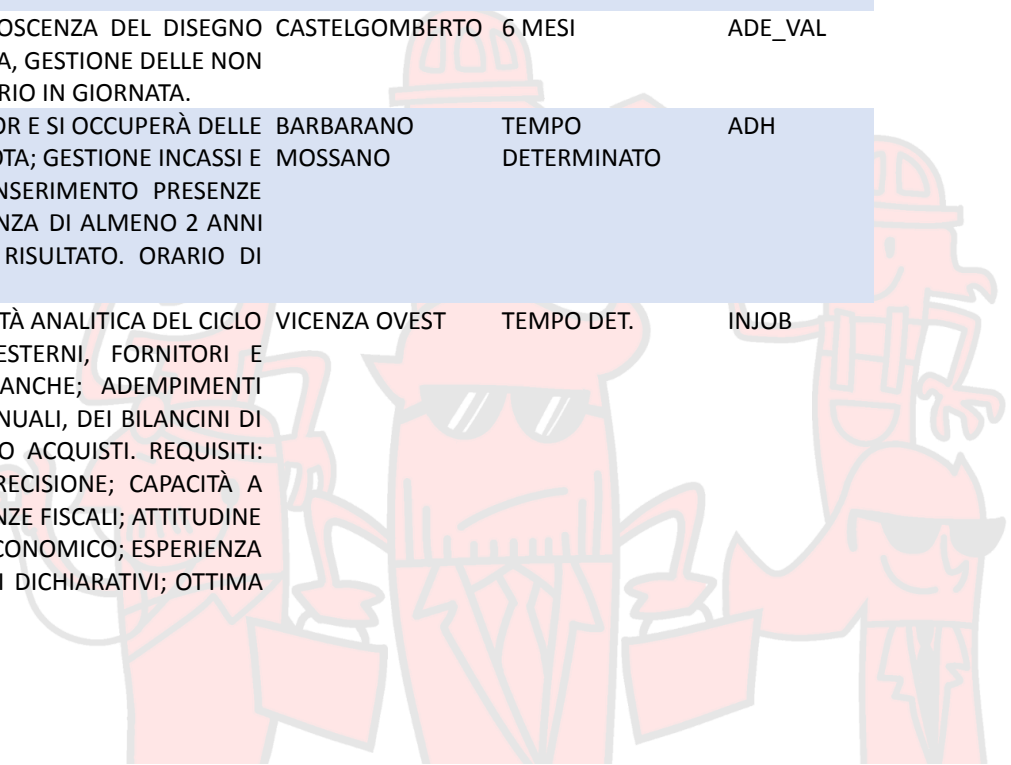 OSCENZA DEL DISEGNO CASTELGOMBERTO 6 MESI ADE_VAL
A, GESTIONE DELLE NON
RIO IN GIORNATA.
OR E SI OCCUPERÀ DELLE BARBARANO TEMPO ADH
OTA; GESTIONE INCASSI E MOSSANO DETERMINATO
NSERIMENTO PRESENZE
NZA DI ALMENO 2 ANNI
RISULTATO. ORARIO DI
TÀ ANALITICA DEL CICLO VICENZA OVEST TEMPO DET. INJOB
ESTERNI, FORNITORI E
ANCHE; ADEMPIMENTI
NUALI, DEI BILANCINI DI
O ACQUISTI. REQUISITI:
RECISIONE; CAPACITÀ A
NZE FISCALI; ATTITUDINE
CONOMICO; ESPERIENZA
I DICHIARATIVI; OTTIMA